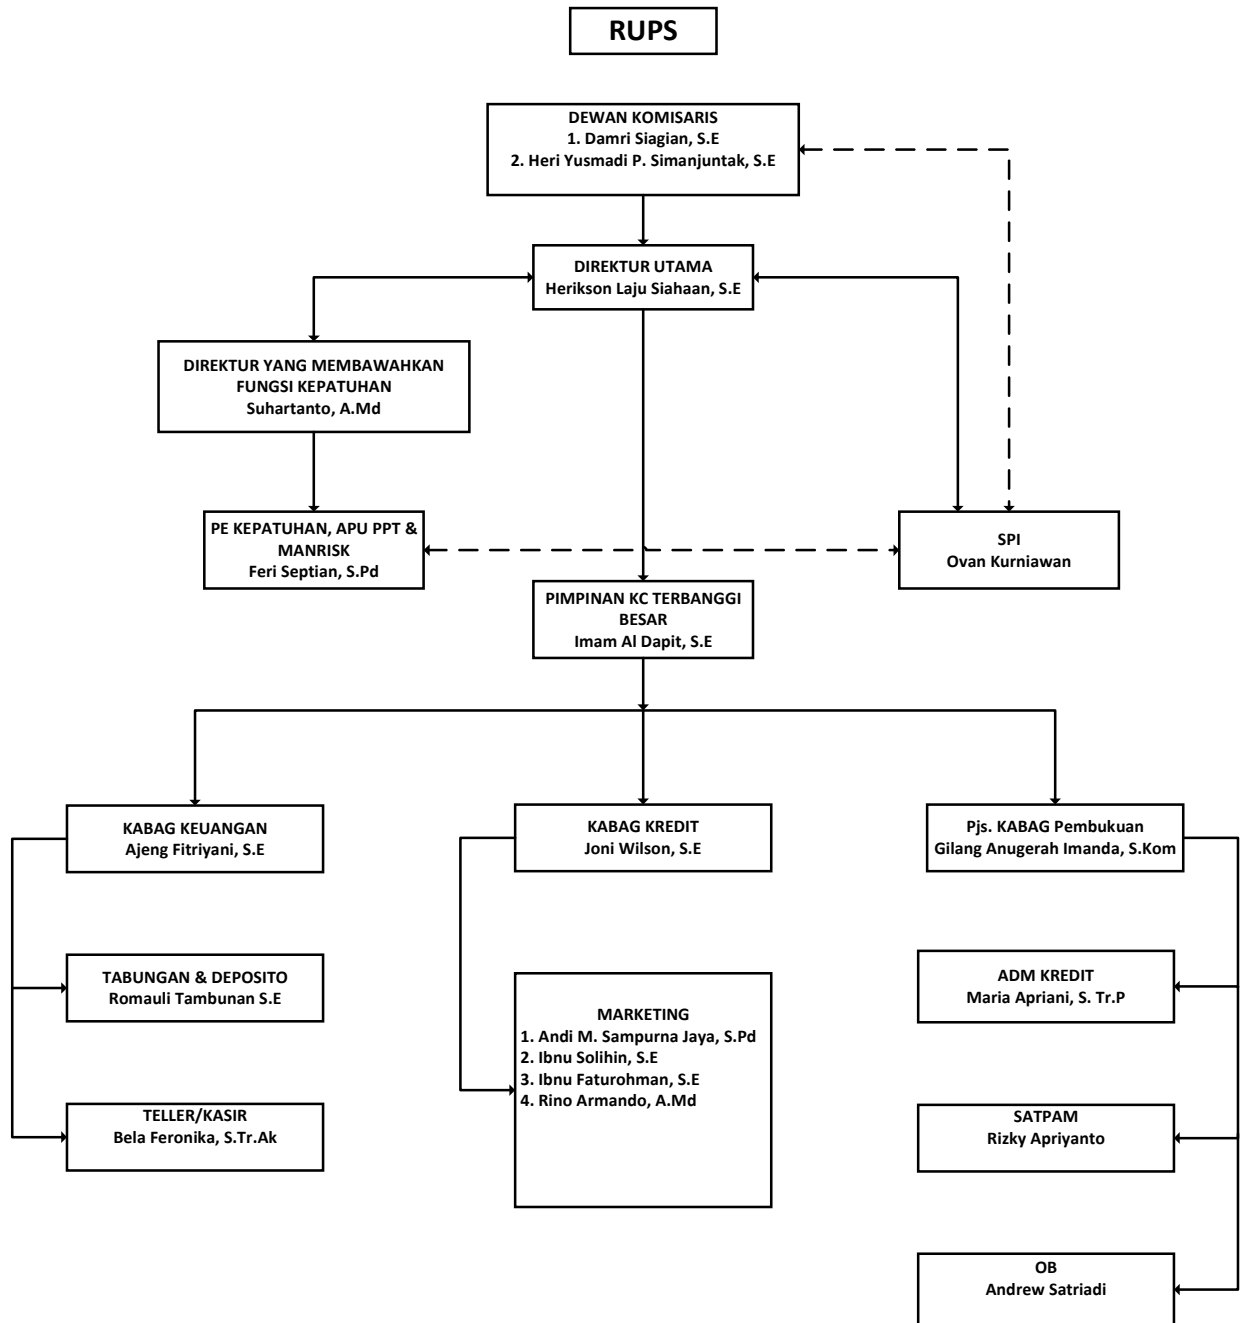 RUPS
DEWAN KOMISARIS
1. Damri Siagian, S.E
2. Heri Yusmadi P. Simanjuntak, S.E
DIREKTUR UTAMA
Herikson Laju Siahaan, S.E
DIREKTUR YANG MEMBAWAHKAN
FUNGSI KEPATUHAN
Suhartanto, A.Md
PE KEPATUHAN, APU PPT &
MANRISK
Feri Septian, S.Pd
SPI
Ovan Kurniawan
PIMPINAN KC TERBANGGI
BESAR
Imam Al Dapit, S.E
KABAG KEUANGAN
Ajeng Fitriyani, S.E
KABAG KREDIT
Joni Wilson, S.E
Pjs. KABAG Pembukuan
Gilang Anugerah Imanda, S.Kom
TABUNGAN & DEPOSITO
Romauli Tambunan S.E
MARKETING
1. Andi M. Sampurna Jaya, S.Pd
2. Ibnu Solihin, S.E
3. Ibnu Faturohman, S.E
4. Rino Armando, A.Md
ADM KREDIT
Maria Apriani, S. Tr.P
TELLER/KASIR
Bela Feronika, S.Tr.Ak
SATPAM
Rizky Apriyanto
OB
Andrew Satriadi